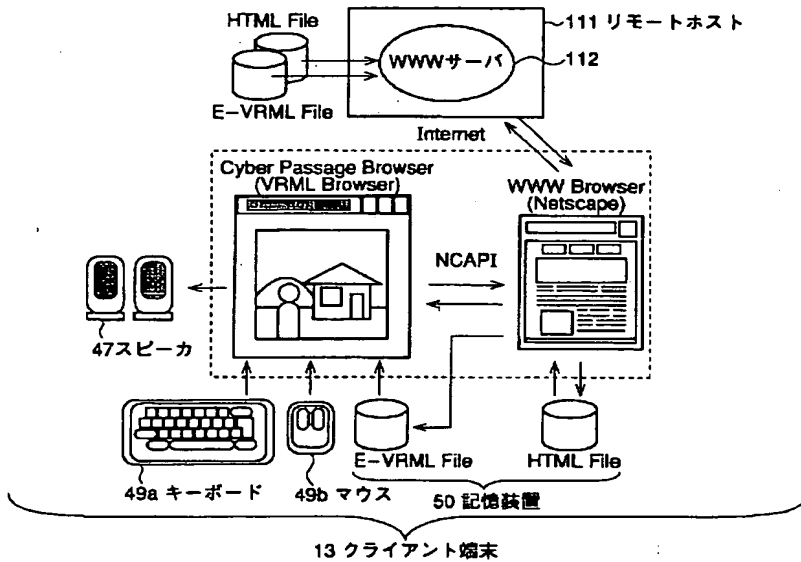 HTML File
111 リモートホスト
WWWサーバ
112
E-VRML File
Internet
Cyber Passage Browser
(VRML Browser)
WWW Browser
(Netscape)
NCAPI
47スピーカ
E-VRML File
HTML File
49a キーボード
49b マウス
50 記憶装置
13 クライアント端末